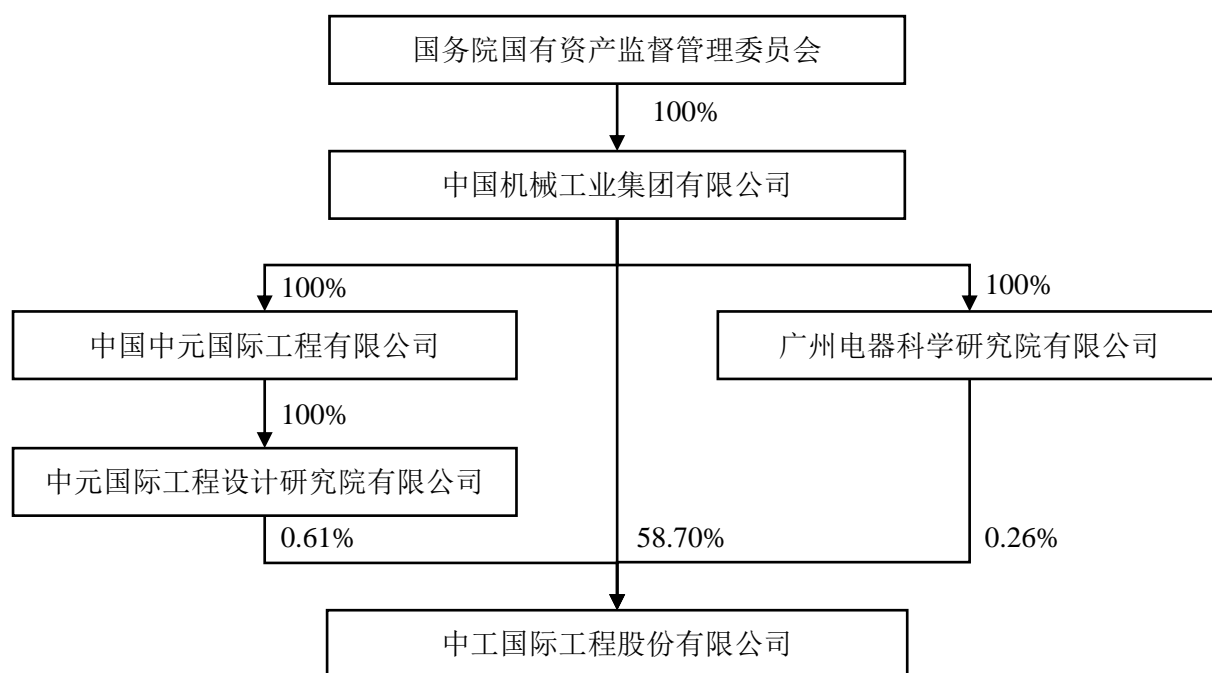 国务院国有资产监督管理委员会
100%
中国机械工业集团有限公司
100%
100%
中国中元国际工程有限公司
广州电器科学研究院有限公司
100%
中元国际工程设计研究院有限公司
0.61%
58.70%
0.26%
中工国际工程股份有限公司